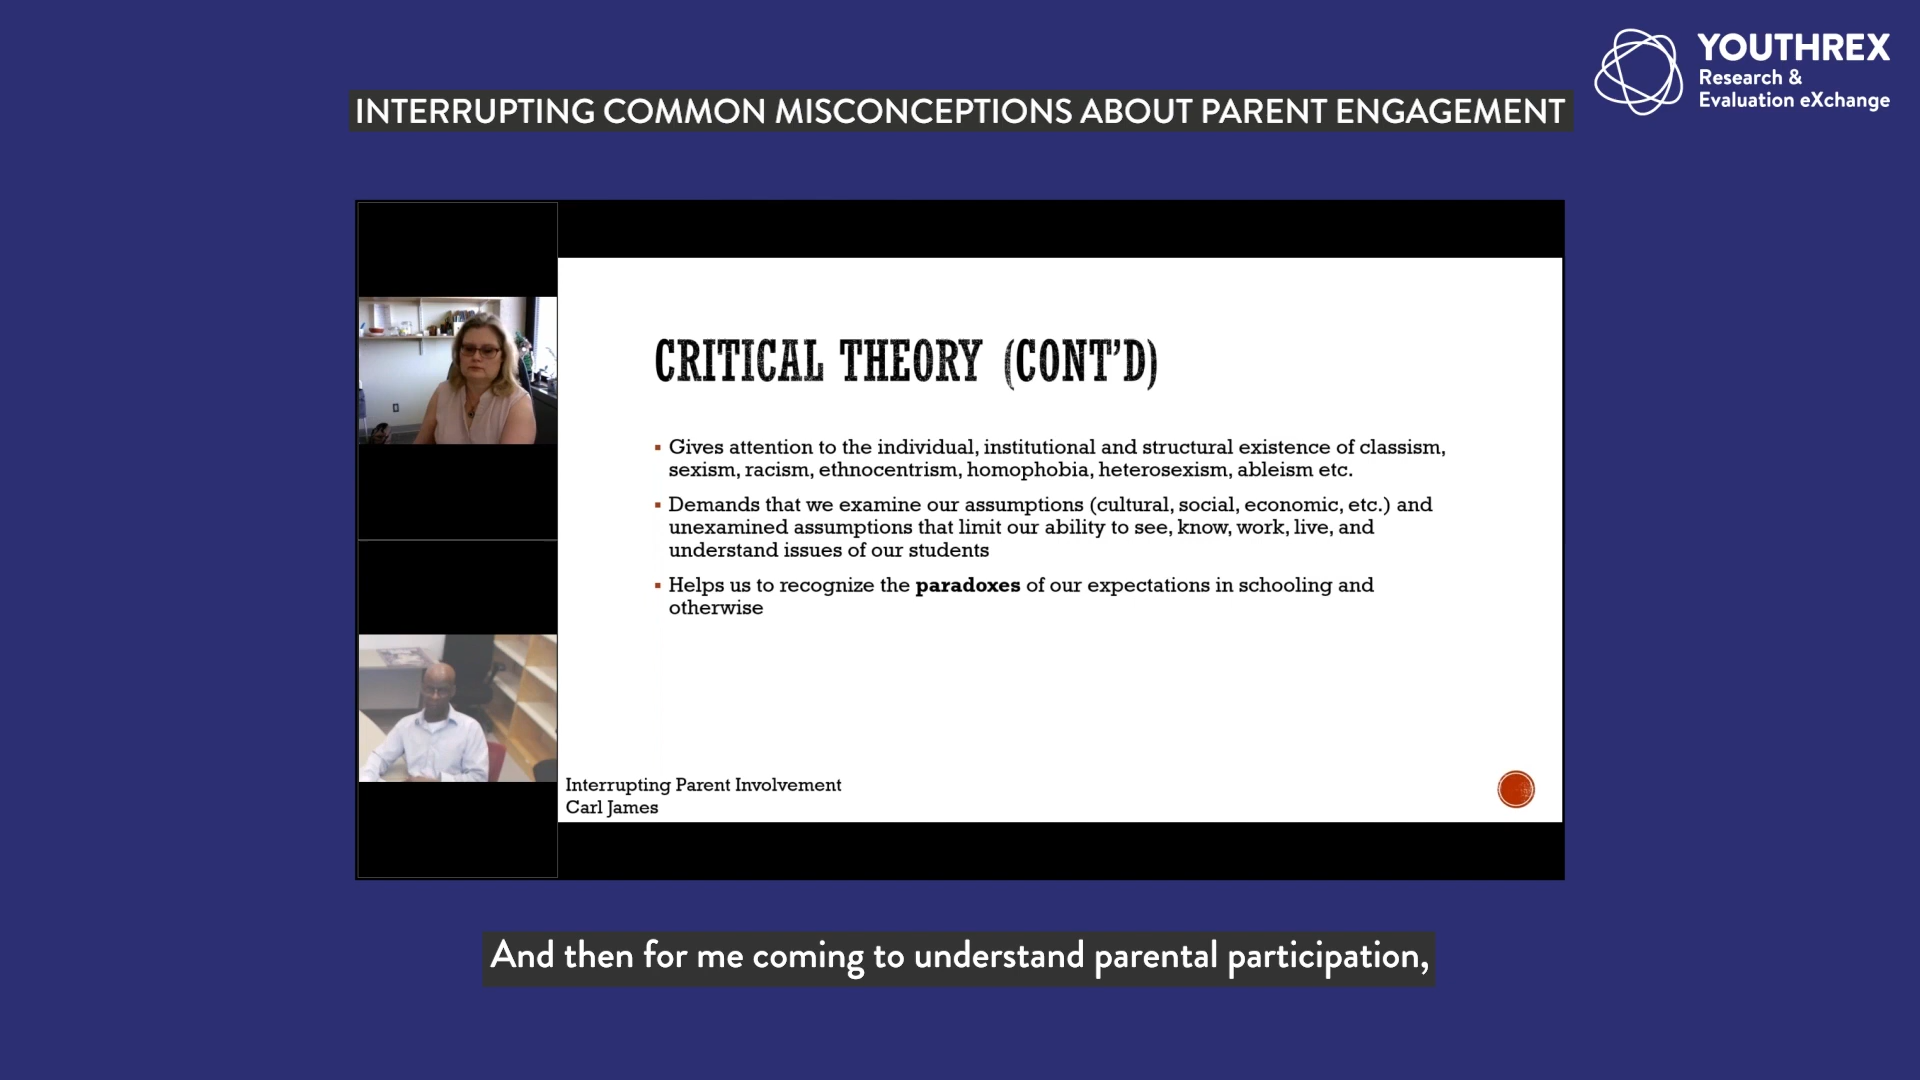 YOUTHREX
Research &
Evaluation eXchange
INTERRUPTING COMMON MISCONCEPTIONS ABOUT PARENT ENGAGEMENT
CRITICAL THEORY (CONT'D)
▪ Gives attention to the individual, institutional and structural existence of classism,
sexism, racism, ethnocentrism, homophobia, heterosexism, ableism etc.
▪ Demands that we examine our assumptions (cultural, social, economic, etc.) and
unexamined assumptions that limit our ability to see, know, work, live, and
understand issues of our students
▪ Helps us to recognize the paradoxes of our expectations in schooling and
otherwise
Interrupting Parent Involvement
Carl James
And then for me coming to understand parental participation,